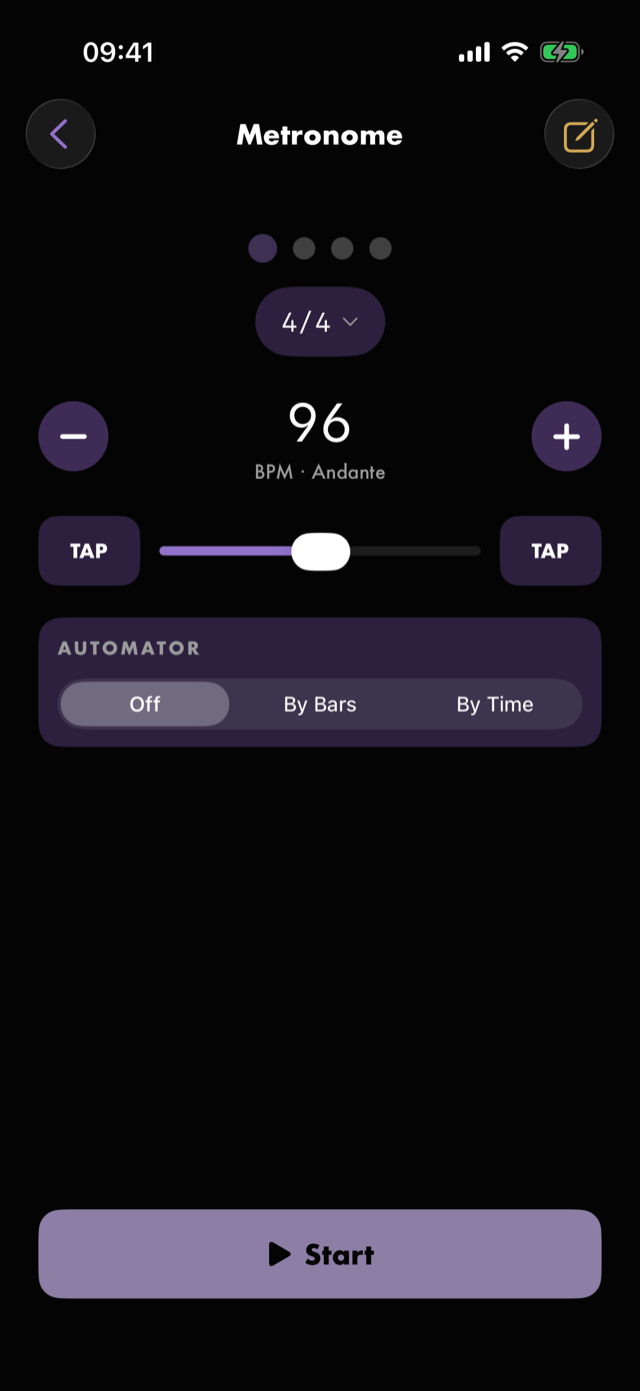 09:41
Metronome
4/4
96
BPM · Andante
TAP
TAP
AUTOMATOR
Off
By Bars
By Time
Start